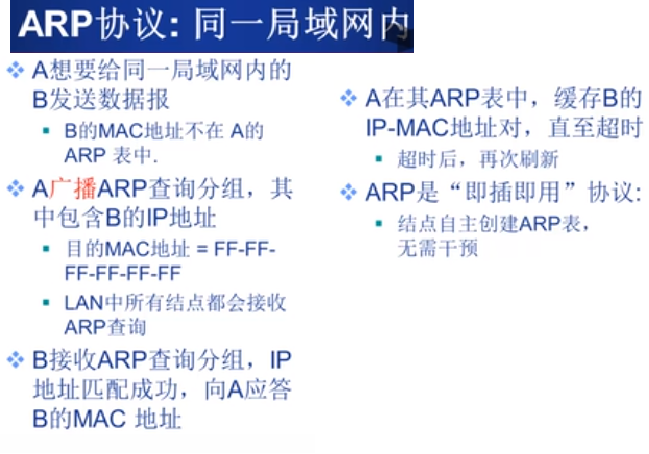 ARP协议: 同一局域网内
A想要给同一局域网内的
B发送数据报
B的MAC地址不在 A的
ARP 表中.
A广播ARP查询分组，其
中包含B的IP地址
目的MAC地址 = FF-FF-
FF-FF-FF-FF
LAN中所有结点都会接收
ARP查询
B接收ARP查询分组，IP
地址匹配成功，向A应答
B的MAC 地址
A在其ARP表中，缓存B的
IP-MAC地址对，直至超时
超时后，再次刷新
ARP是“即插即用”协议:
结点自主创建ARP表，
无需干预